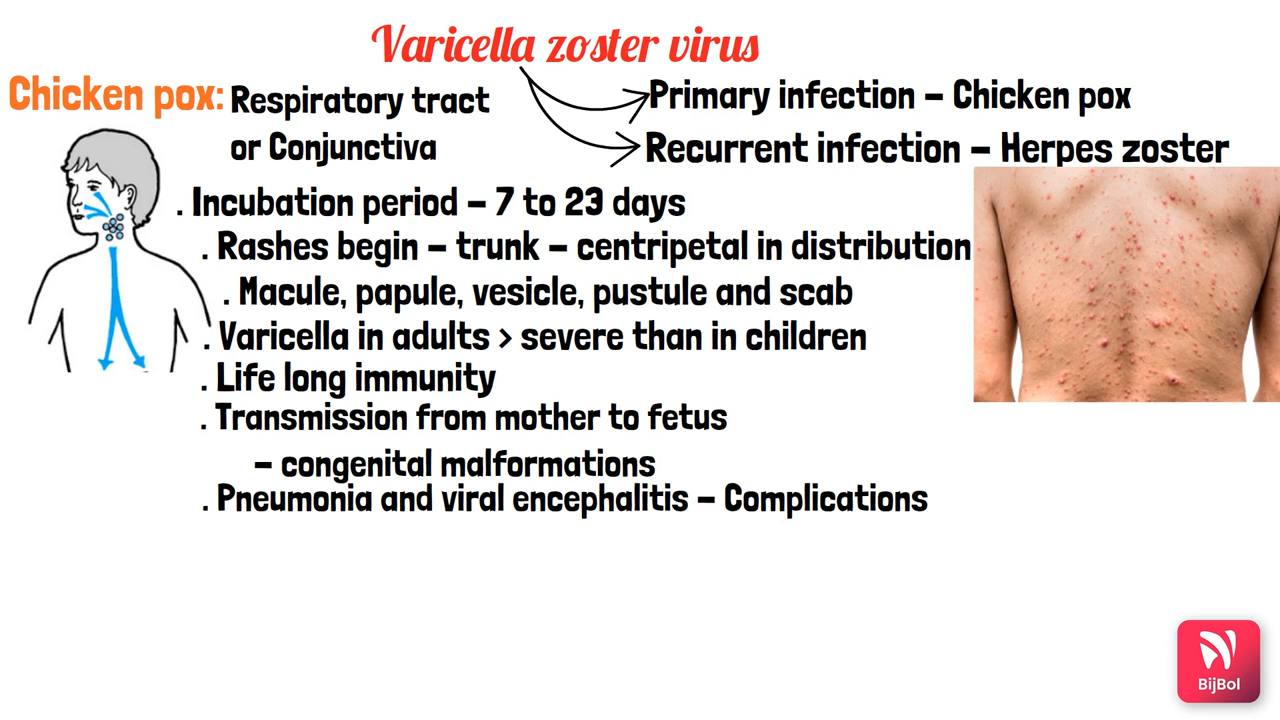 Varicella zoster virus
Chicken pox: Respiratory tract
or Conjunctiva
Primary infection – Chicken pox
Recurrent infection – Herpes zoster
. Incubation period – 7 to 23 days
. Rashes begin – trunk – centripetal in distribution
. Macule, papule, vesicle, pustule and scab
. Varicella in adults > severe than in children
. Life long immunity
. Transmission from mother to fetus
– congenital malformations
. Pneumonia and viral encephalitis – Complications
BijBol